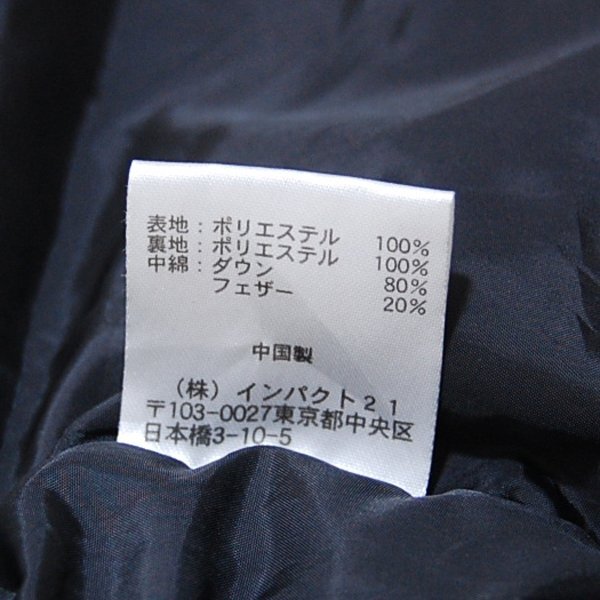 表地：ポリエステル 100%
裏地：ポリエステル 100%
中綿：ダウン 80%
フェザー 20%
中国製
（株）インパクト２１
〒103-0027東京都中央区
日本橋3-10-5